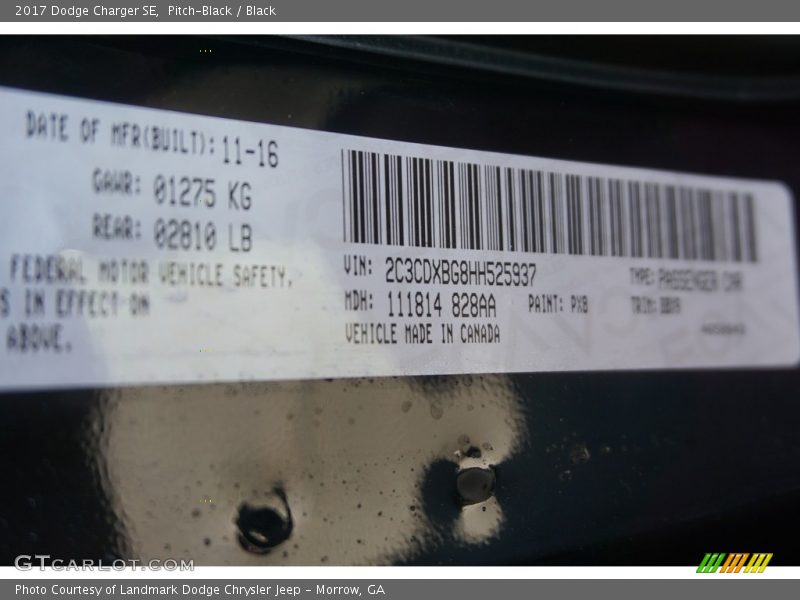 2017 Dodge Charger SE, Pitch-Black / Black
DATE OF MFR(BUILT): 11-16
GAWR: 01275 KG
REAR: 02810 LB
FEDERAL MOTOR VEHICLE SAFETY,
S IN EFFECT ON
ABOVE.
VIN: 2C3CDXBG8HH525937
TYPE: PASSENGER CAR
MDH: 111814 828AA
PAINT: PXB
TRIM:
VEHICLE MADE IN CANADA
GTCARLOT.COM
Photo Courtesy of Landmark Dodge Chrysler Jeep - Morrow, GA